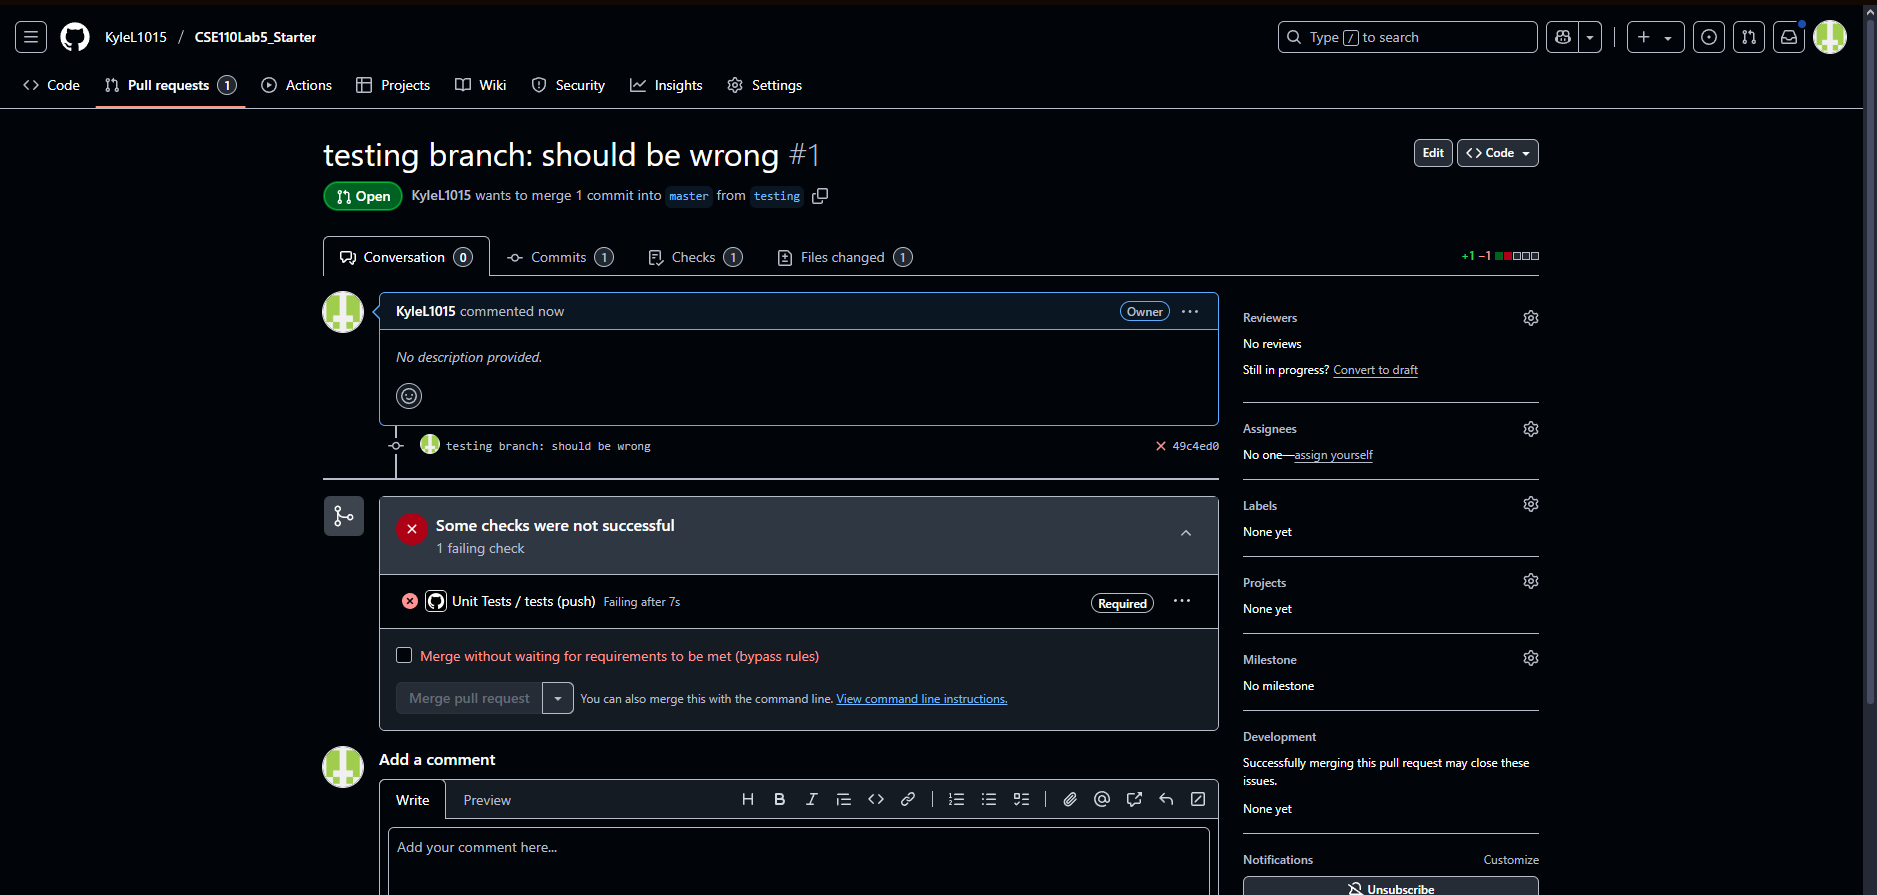 KyleL1015 / CSE110Lab5_Starter
Type / to search
Code
Pull requests 1
Actions
Projects
Wiki
Security
Insights
Settings
testing branch: should be wrong #1
Edit
Code
Open
KyleL1015 wants to merge 1 commit into master from testing
Conversation 0
Commits 1
Checks 1
Files changed 1
+1 −1
KyleL1015 commented now
Owner
No description provided.
testing branch: should be wrong
49c4ed0
Some checks were not successful
1 failing check
Unit Tests / tests (push) Failing after 7s
Required
Merge without waiting for requirements to be met (bypass rules)
Merge pull request
You can also merge this with the command line. View command line instructions.
Add a comment
Write
Preview
Add your comment here...
Reviewers
No reviews
Still in progress? Convert to draft
Assignees
No one—assign yourself
Labels
None yet
Projects
None yet
Milestone
No milestone
Development
Successfully merging this pull request may close these
issues.
None yet
Notifications
Customize
Unsubscribe